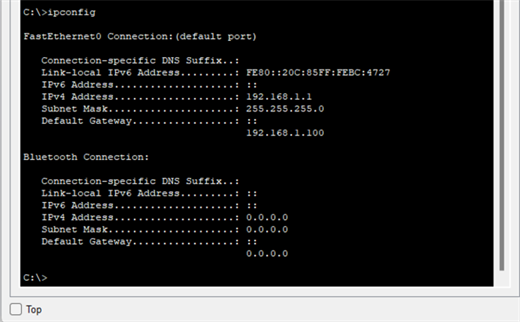 C:\>ipconfig
FastEthernet0 Connection:(default port)
Connection-specific DNS Suffix..:
Link-local IPv6 Address.........: FE80::20C:85FF:FEBC:4727
IPv6 Address....................: ::
IPv4 Address....................: 192.168.1.1
Subnet Mask.....................: 255.255.255.0
Default Gateway.................: ::
192.168.1.100
Bluetooth Connection:
Connection-specific DNS Suffix..:
Link-local IPv6 Address.........: ::
IPv6 Address....................: ::
IPv4 Address....................: 0.0.0.0
Subnet Mask.....................: 0.0.0.0
Default Gateway.................: ::
0.0.0.0
C:\>
Top